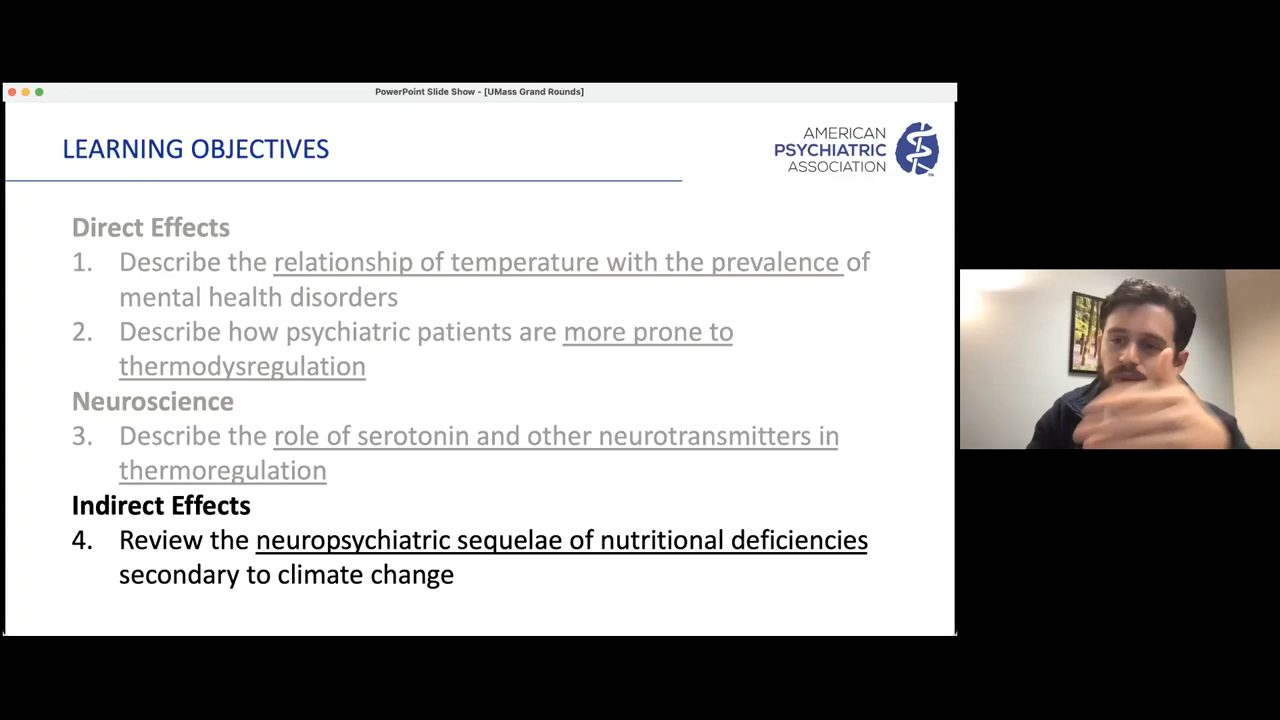 PowerPoint Slide Show - [UMass Grand Rounds]
LEARNING OBJECTIVES
AMERICAN
PSYCHIATRIC
ASSOCIATION
Direct Effects
1. Describe the relationship of temperature with the prevalence of
mental health disorders
2. Describe how psychiatric patients are more prone to
thermodysregulation
Neuroscience
3. Describe the role of serotonin and other neurotransmitters in
thermoregulation
Indirect Effects
4. Review the neuropsychiatric sequelae of nutritional deficiencies
secondary to climate change